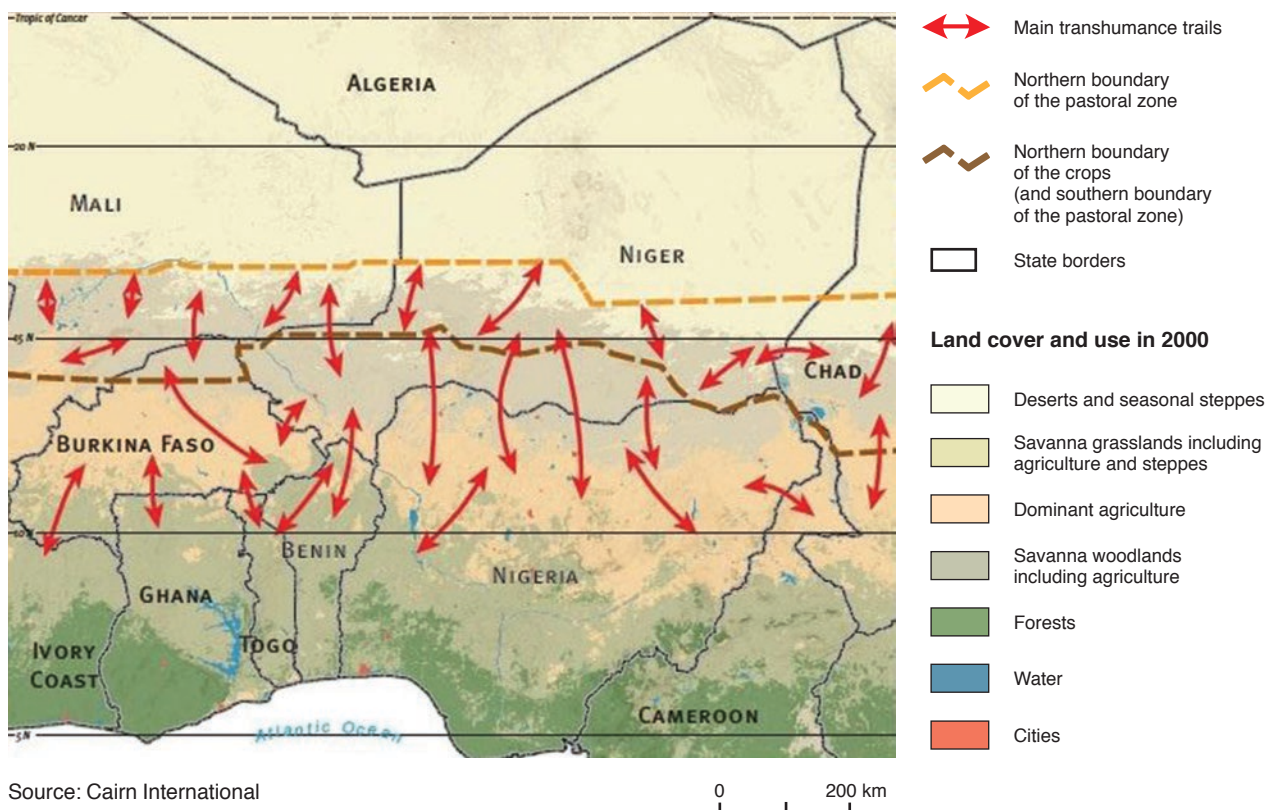 Tropic of Cancer
ALGERIA
20 N
MALI
NIGER
15 N
CHAD
BURKINA FASO
10 N
BENIN
NIGERIA
GHANA
TOGO
IVORY
COAST
CAMEROON
Atlantic Ocean
5 N
Main transhumance trails
Northern boundary
of the pastoral zone
Northern boundary
of the crops
(and southern boundary
of the pastoral zone)
State borders
Land cover and use in 2000
Deserts and seasonal steppes
Savanna grasslands including
agriculture and steppes
Dominant agriculture
Savanna woodlands
including agriculture
Forests
Water
Cities
Source: Cairn International
0 200 km